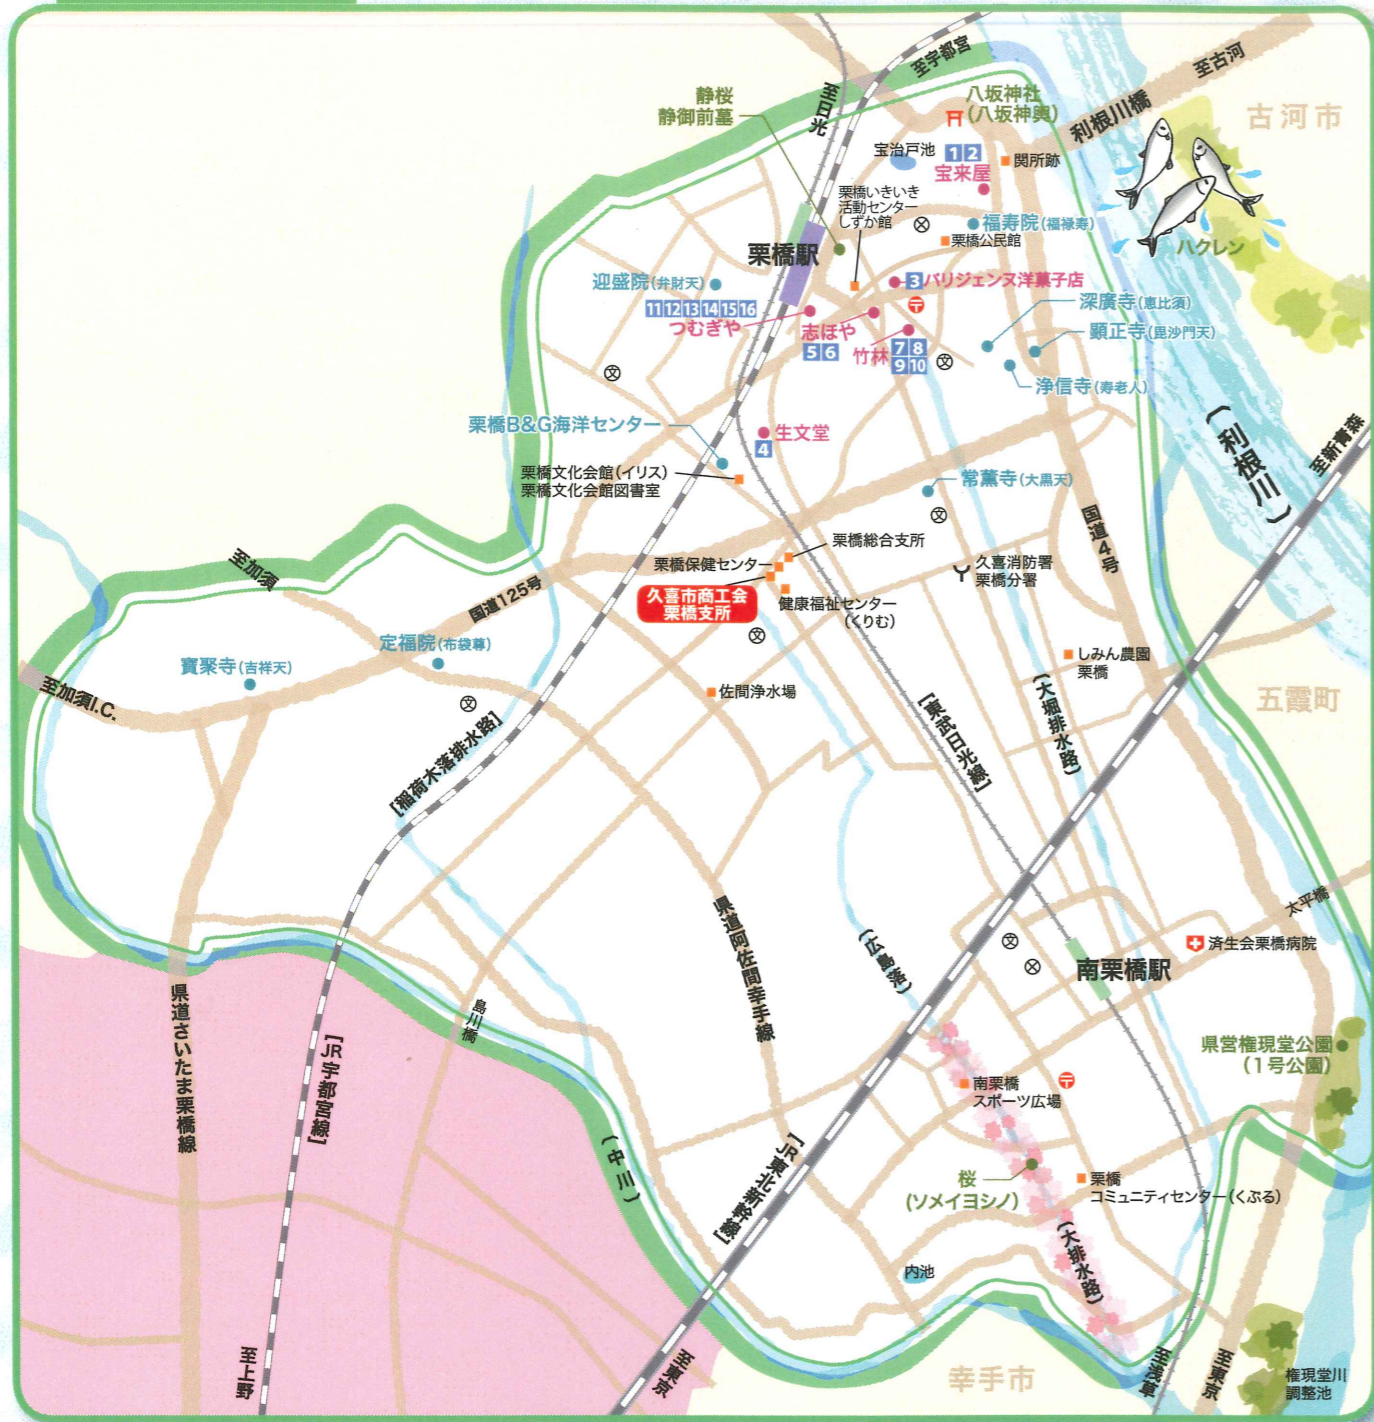 至宇都宮
至古河
静桜
静御前墓
至日光
八坂神社
(八坂神輿)
利根川橋
古河市
宝治戸池
1 2
宝来屋
関所跡
栗橋いきいき
活動センター
しずか館
福寿院(福禄寿)
栗橋公民館
ハクレン
栗橋駅
迎盛院(弁財天)
3
パリジェンヌ洋菓子店
11 12 13 14 15 16
つむぎや
志ほや
5 6
竹林
7 8
9 10
文
文
深廣寺(恵比須)
顕正寺(毘沙門天)
浄信寺(寿老人)
栗橋B&G海洋センター
生文堂
4
(利根川)
至新青森
栗橋文化会館(イリス)
栗橋文化会館図書室
常薫寺(大黒天)
文
国道4号
栗橋総合支所
栗橋保健センター
久喜消防署
栗橋分署
至加須
国道125号
久喜市商工会
栗橋支所
健康福祉センター
(くりむ)
文
定福院(布袋尊)
寶聚寺(吉祥天)
しみん農園
栗橋
至加須I.C.
文
佐間浄水場
五霞町
[稲荷木落排水路]
[東武日光線]
(大堀排水路)
太平橋
県道阿佐間幸手線
(広島落)
文
済生会栗橋病院
南栗橋駅
県道さいたま栗橋線
島川橋
[JR宇都宮線]
県営権現堂公園
(1号公園)
南栗橋
スポーツ広場
(中川)
[JR東北新幹線]
桜
(ソメイヨシノ)
栗橋
コミュニティセンター(くぷる)
(大排水路)
内池
至上野
至東京
幸手市
至浅草
至東京
権現堂川
調整池